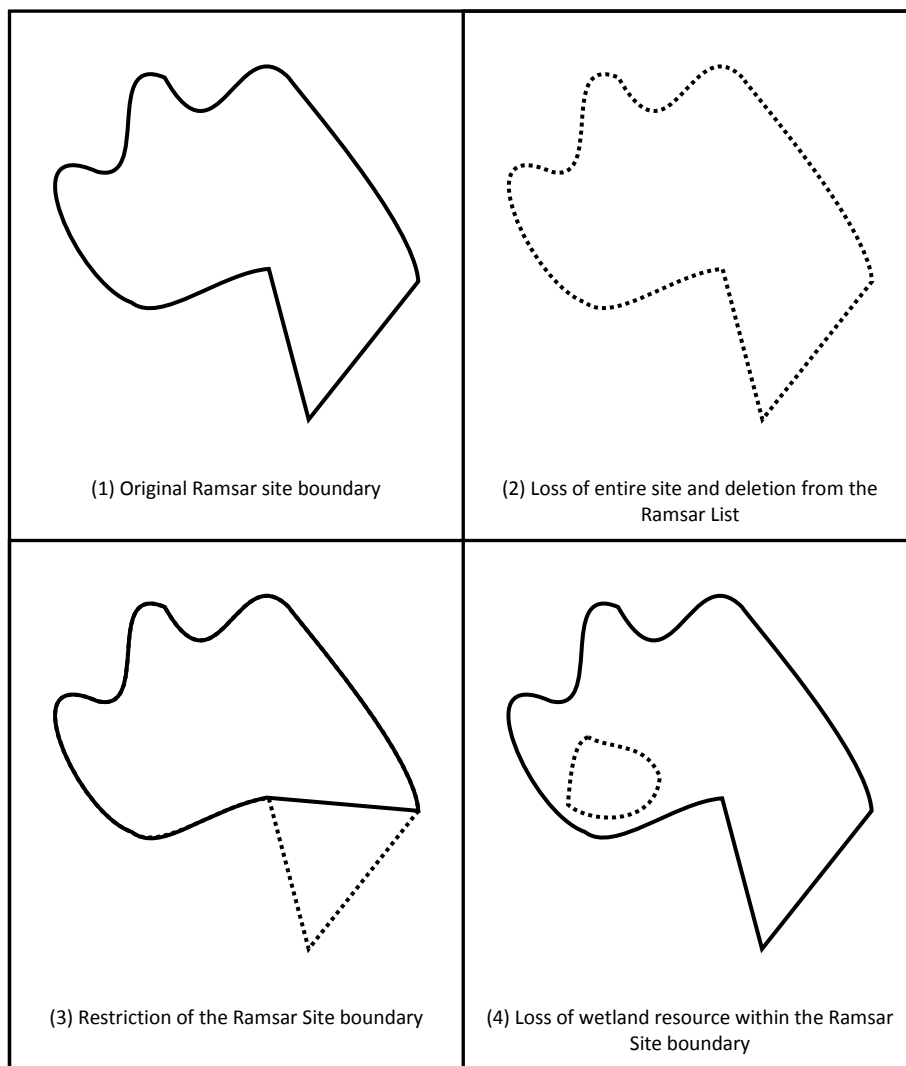 (1) Original Ramsar site boundary
(2) Loss of entire site and deletion from the
Ramsar List
(3) Restriction of the Ramsar Site boundary
(4) Loss of wetland resource within the Ramsar
Site boundary